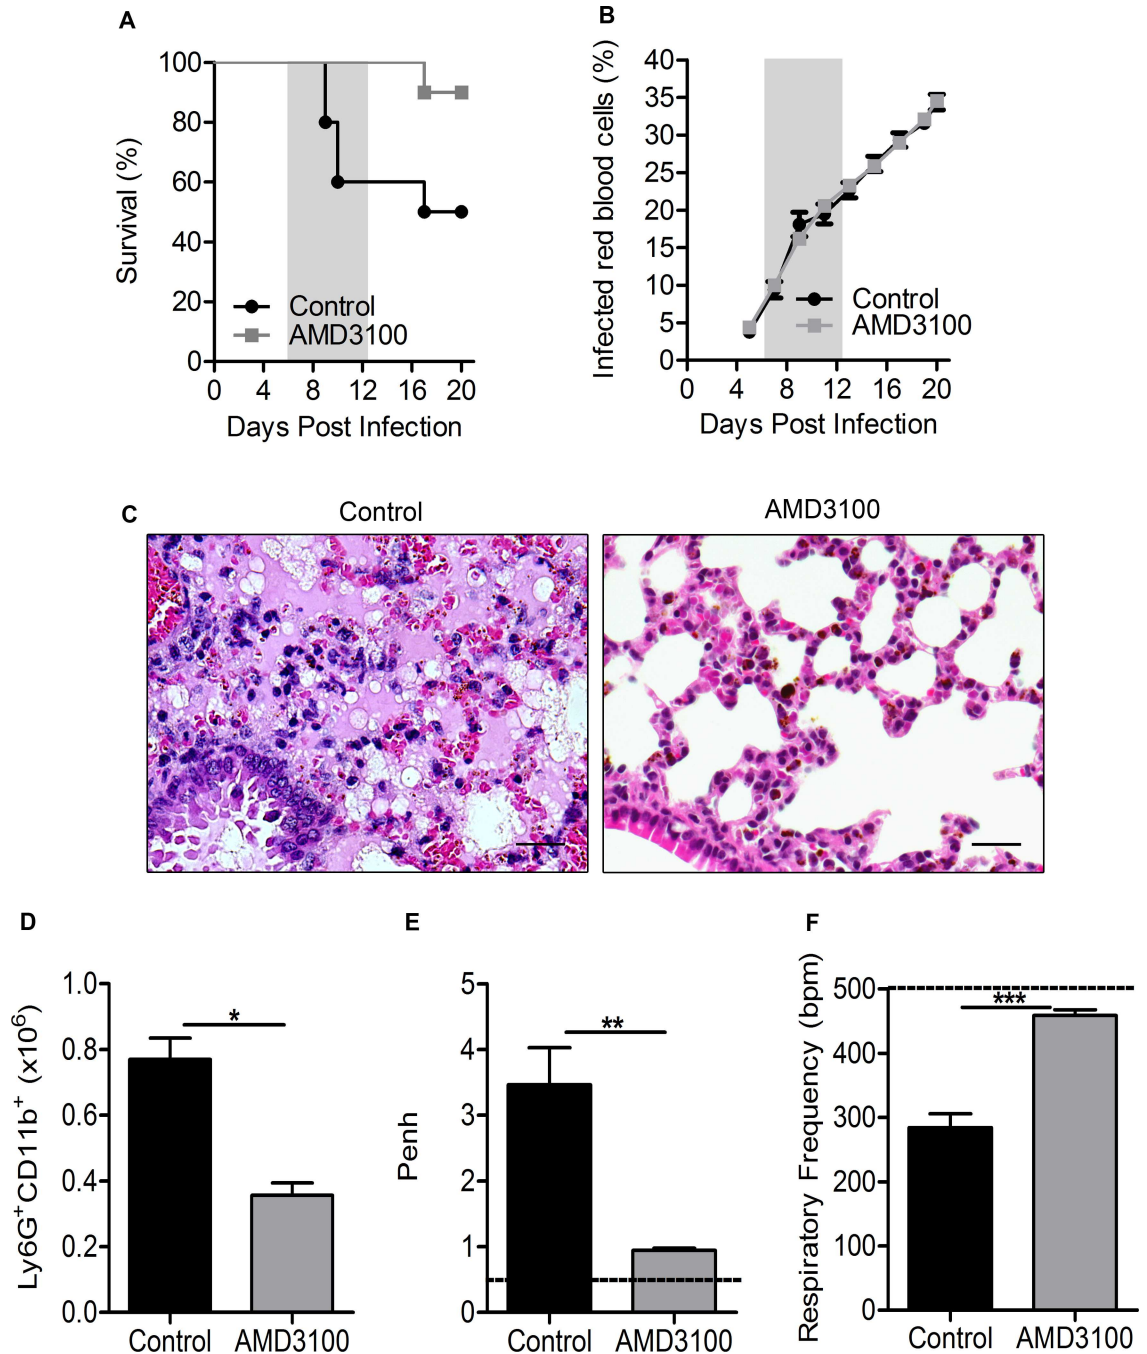 A
Survival (%)
100
80
60
40
20
0
Control
AMD3100
0 4 8 12 16 20
Days Post Infection
B
Infected red blood cells (%)
40
35
30
25
20
15
10
5
0
Control
AMD3100
0 4 8 12 16 20
Days Post Infection
C
Control
AMD3100
D
Ly6G+CD11b+ (x10⁶)
1.0
0.8
0.6
0.4
0.2
0.0
*
Control AMD3100
E
Penh
5
4
3
2
1
0
**
Control AMD3100
F
Respiratory Frequency (bpm)
500
400
300
200
100
0
***
Control AMD3100